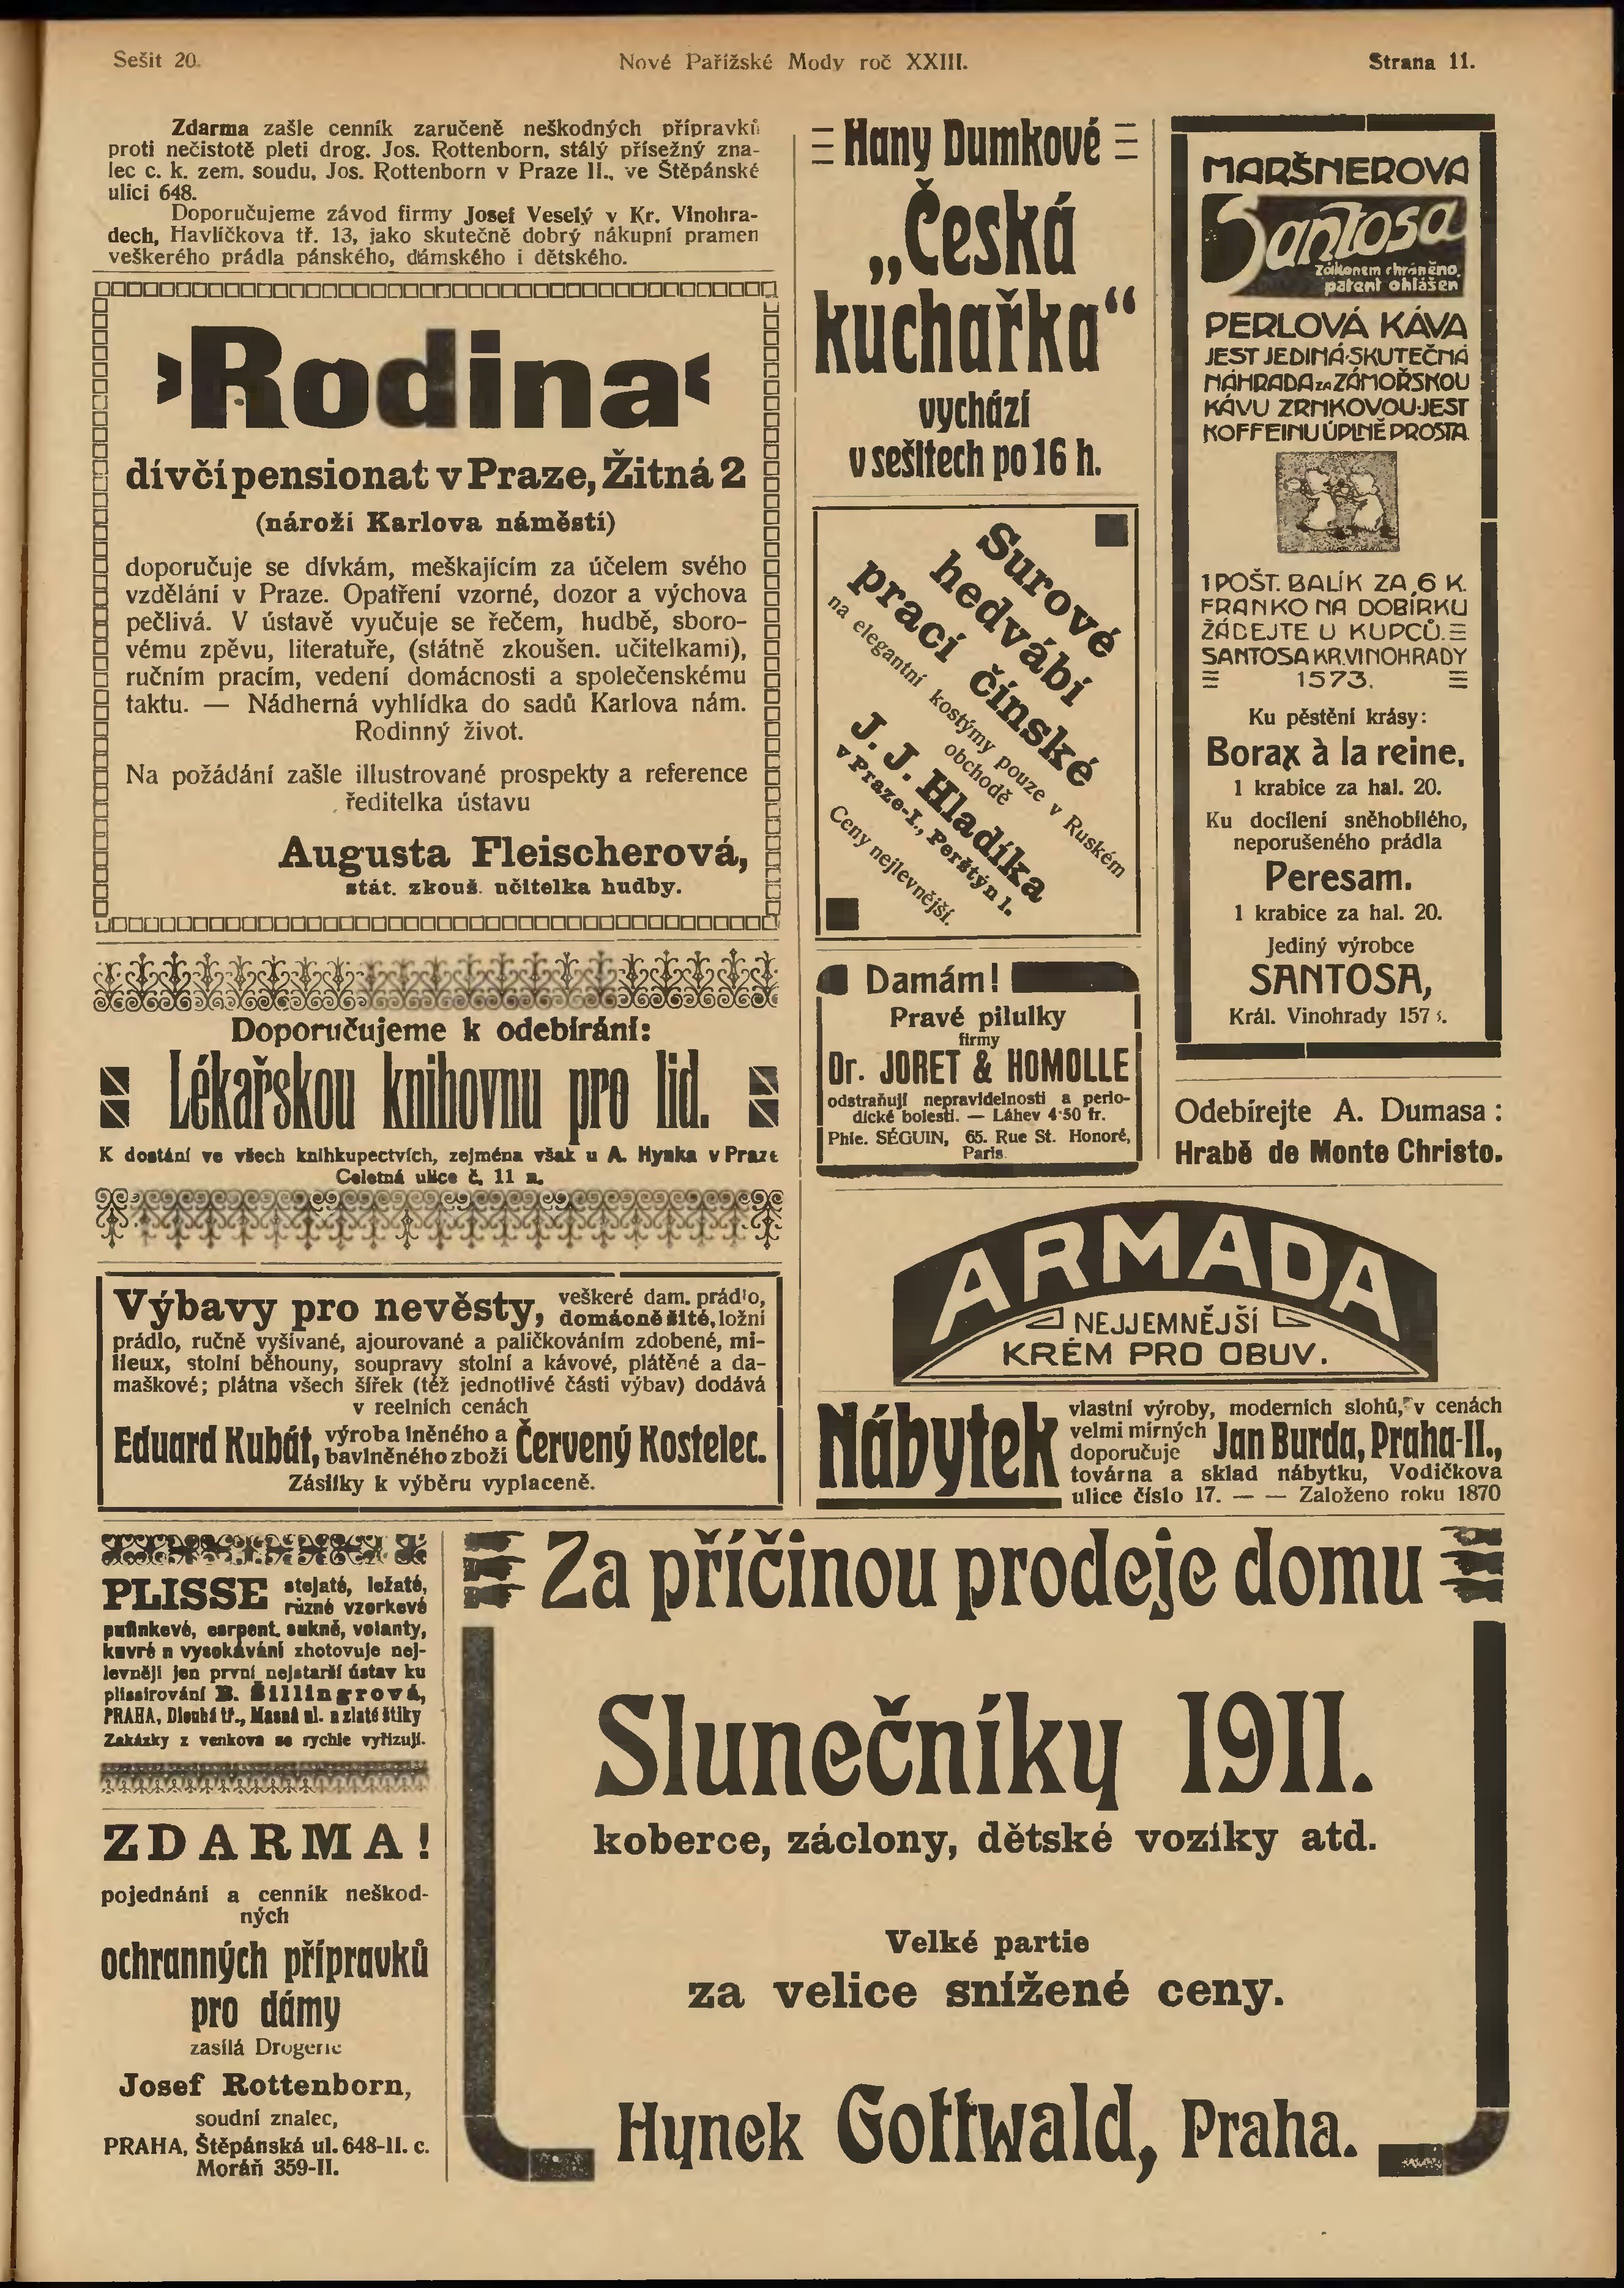 Sešit 20. Nové Pařížské Mody roč XXIII. Strana 11.
Zdarma zašle cenník zaručeně neškodných přípravků
proti nečistotě pleti drog. Jos. Rottenborn, stálý přísežný zna-
lec c. k. zem. soudu, Jos. Rottenborn v Praze II., ve Štěpánské
ulici 648.
Doporučujeme závod firmy Josef Veselý v Kr. Vinohra-
dech, Havlíčkova tř. 13, jako skutečně dobrý nákupní pramen
veškerého prádla pánského, dámského i dětského.
›Rodina‹
dívčí pensionat v Praze, Žitná 2
(nároží Karlova náměstí)
doporučuje se dívkám, meškajícím za účelem svého
vzdělání v Praze. Opatření vzorné, dozor a výchova
pečlivá. V ústavě vyučuje se řečem, hudbě, sboro-
vému zpěvu, literatuře, (státně zkoušen. učitelkami),
ručním pracím, vedení domácnosti a společenskému
taktu. — Nádherná vyhlídka do sadů Karlova nám.
Rodinný život.
Na požádání zašle illustrované prospekty a reference
ředitelka ústavu
Augusta Fleischerová,
stát. zkouš. učitelka hudby.
Doporučujeme k odebírání:
Lékařskou knihovnu pro lid.
K dostání ve všech knihkupectvích, zejména však u A. Hynka v Praze
Celetná ulice č. 11 n.
Výbavy pro nevěsty, veškeré dam. prádlo,
domácně šité, ložní
prádlo, ručně vyšívané, ajourované a paličkováním zdobené, mi-
lieux, stolní běhouny, soupravy stolní a kávové, plátěné a da-
maškové; plátna všech šířek (též jednotlivé části výbav) dodává
v reelních cenách
Eduard Kubát, výroba lněného a bavlněného zboží Červený Kostelec.
Zásilky k výběru vyplaceně.
Hany Dumkové
„Česká
kuchařka“
vychází
v sešitech po 16 h.
Surové
hedvábí
prací čínské
na elegantní kostýmy pouze v Ruském
obchodě
J. J. Hladíka
v Praze-I., Perštýn 1.
Ceny nejlevnější.
Damám!
Pravé pilulky
firmy
Dr. JORET & HOMOLLE
odstraňují nepravidelnosti a perio-
dické bolesti. — Láhev 4·50 fr.
Phie. SÉGUIN, 65. Rue St. Honoré,
Paris.
MARŠNEROVA
Santosa
zákonem chráněno.
patent ohlášen
PERLOVÁ KÁVA
JEST JEDINÁ·SKUTEČNÁ
NÁHRADA ZA ZÁMOŘSKOU
KÁVU ZRNKOVOU·JEST
KOFFEINU ÚPLNĚ PROSTA.
1 POŠT. BALÍK ZA 6 K.
FRANKO NA DOBÍRKU
ŽÁDEJTE U KUPCŮ.
SANTOSA KR. VINOHRADY
1573.
Ku pěstění krásy:
Borax à la reine,
1 krabice za hal. 20.
Ku docílení sněhobílého,
neporušeného prádla
Peresam.
1 krabice za hal. 20.
Jediný výrobce
SANTOSA,
Král. Vinohrady 157
Odebírejte A. Dumasa:
Hrabě de Monte Christo.
ARMADA
NEJJEMNĚJŠÍ
KRÉM PRO OBUV.
Nábytek vlastní výroby, moderních slohů, v cenách
velmi mírných
doporučuje Jan Burda, Praha-II.,
továrna a sklad nábytku, Vodičkova
ulice číslo 17. — — Založeno roku 1870
PLISSE stojaté, ležaté,
různé vzorkové
sukně, volanty,
zhotovuje nej-
levněji jen první nejstarší ústav ku
plissirování B. Šillingrová,
PRAHA, Dlouhá tř., Masná ul. u zlaté štiky
Zakázky z venkova se rychle vyřizují.
ZDARMA!
pojednání a cenník neškod-
ných
ochranných přípravků
pro dámy
zasílá Drogerie
Josef Rottenborn,
soudní znalec,
PRAHA, Štěpánská ul. 648-II. c.
Moráň 359-II.
Za příčinou prodeje domu
Slunečníky 1911.
koberce, záclony, dětské vozíky atd.
Velké partie
za velice snížené ceny.
Hynek Gottwald, Praha.